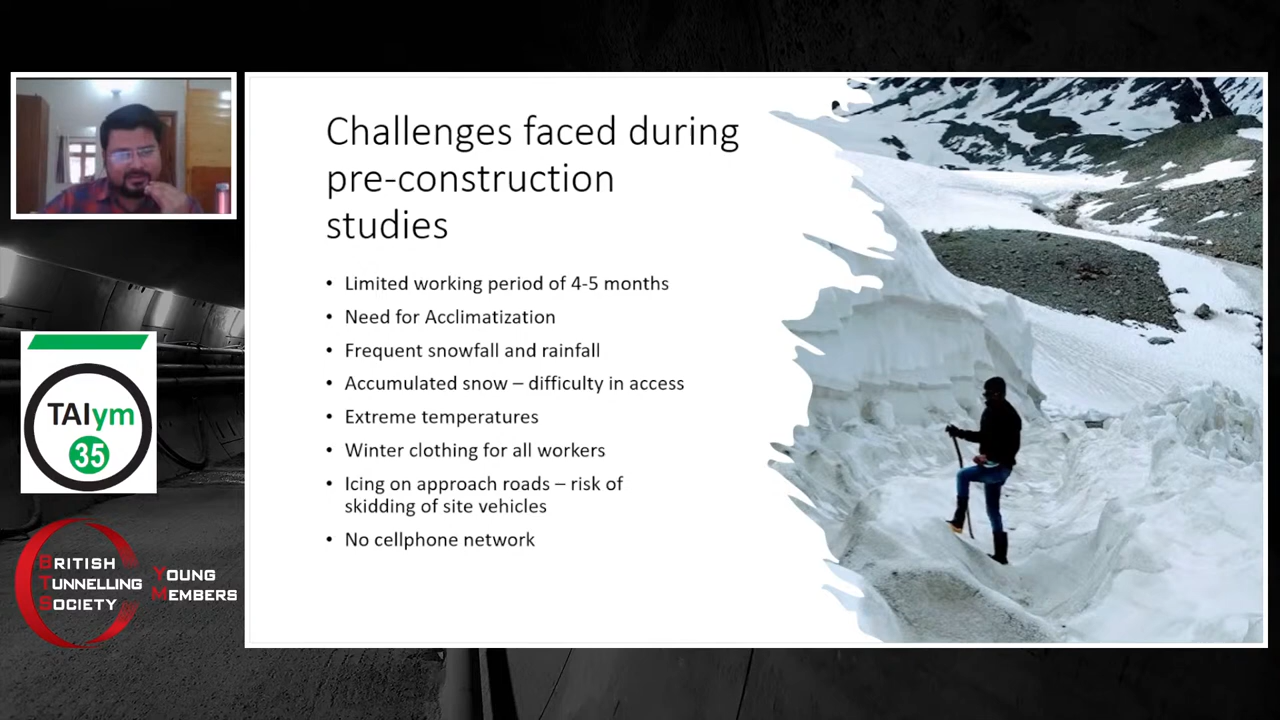 Challenges faced during
pre-construction
studies
• Limited working period of 4-5 months
• Need for Acclimatization
• Frequent snowfall and rainfall
• Accumulated snow – difficulty in access
• Extreme temperatures
• Winter clothing for all workers
• Icing on approach roads – risk of
skidding of site vehicles
• No cellphone network
TAIym
35
BRITISH
TUNNELLING
SOCIETY
YOUNG
MEMBERS